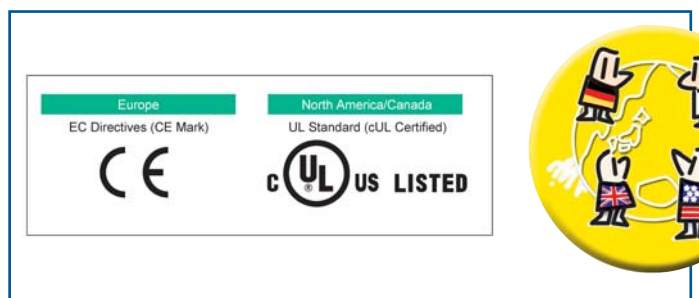 Europe
EC Directives (CE Mark)
CE
North America/Canada
UL Standard (cUL Certified)
C UL® US LISTED